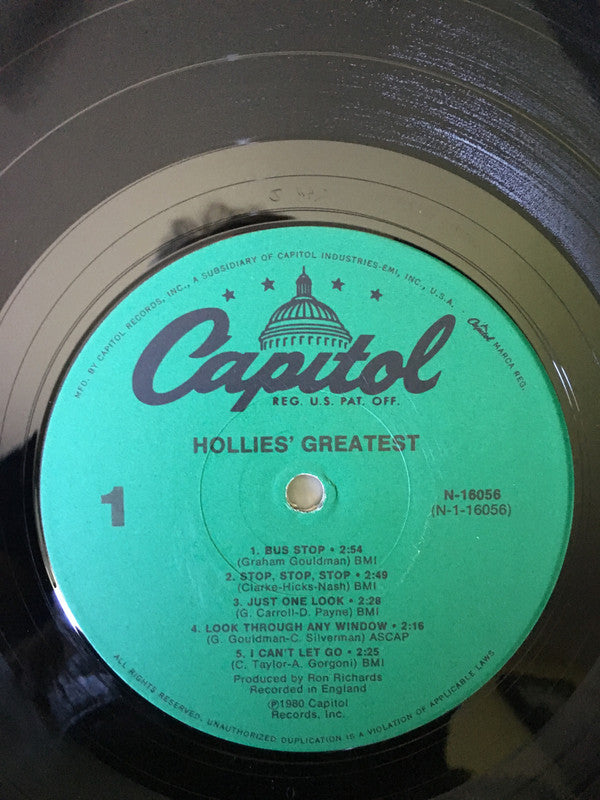 MFD. BY CAPITOL RECORDS, INC., A SUBSIDIARY OF CAPITOL INDUSTRIES-EMI, INC., U.S.A.
Capitol MARCA REG.
Capitol
REG. U.S. PAT. OFF.
HOLLIES' GREATEST
1
N-16056
(N-1-16056)
1. BUS STOP • 2:54
(Graham Gouldman) BMI
2. STOP, STOP, STOP • 2:49
(Clarke-Hicks-Nash) BMI
3. JUST ONE LOOK • 2:28
(G. Carroll-D. Payne) BMI
4. LOOK THROUGH ANY WINDOW • 2:16
(G. Gouldman-C. Silverman) ASCAP
5. I CAN'T LET GO • 2:25
(C. Taylor-A. Gorgoni) BMI
Produced by Ron Richards
Recorded in England
℗1980 Capitol
Records, Inc.
ALL RIGHTS RESERVED. UNAUTHORIZED DUPLICATION IS A VIOLATION OF APPLICABLE LAWS